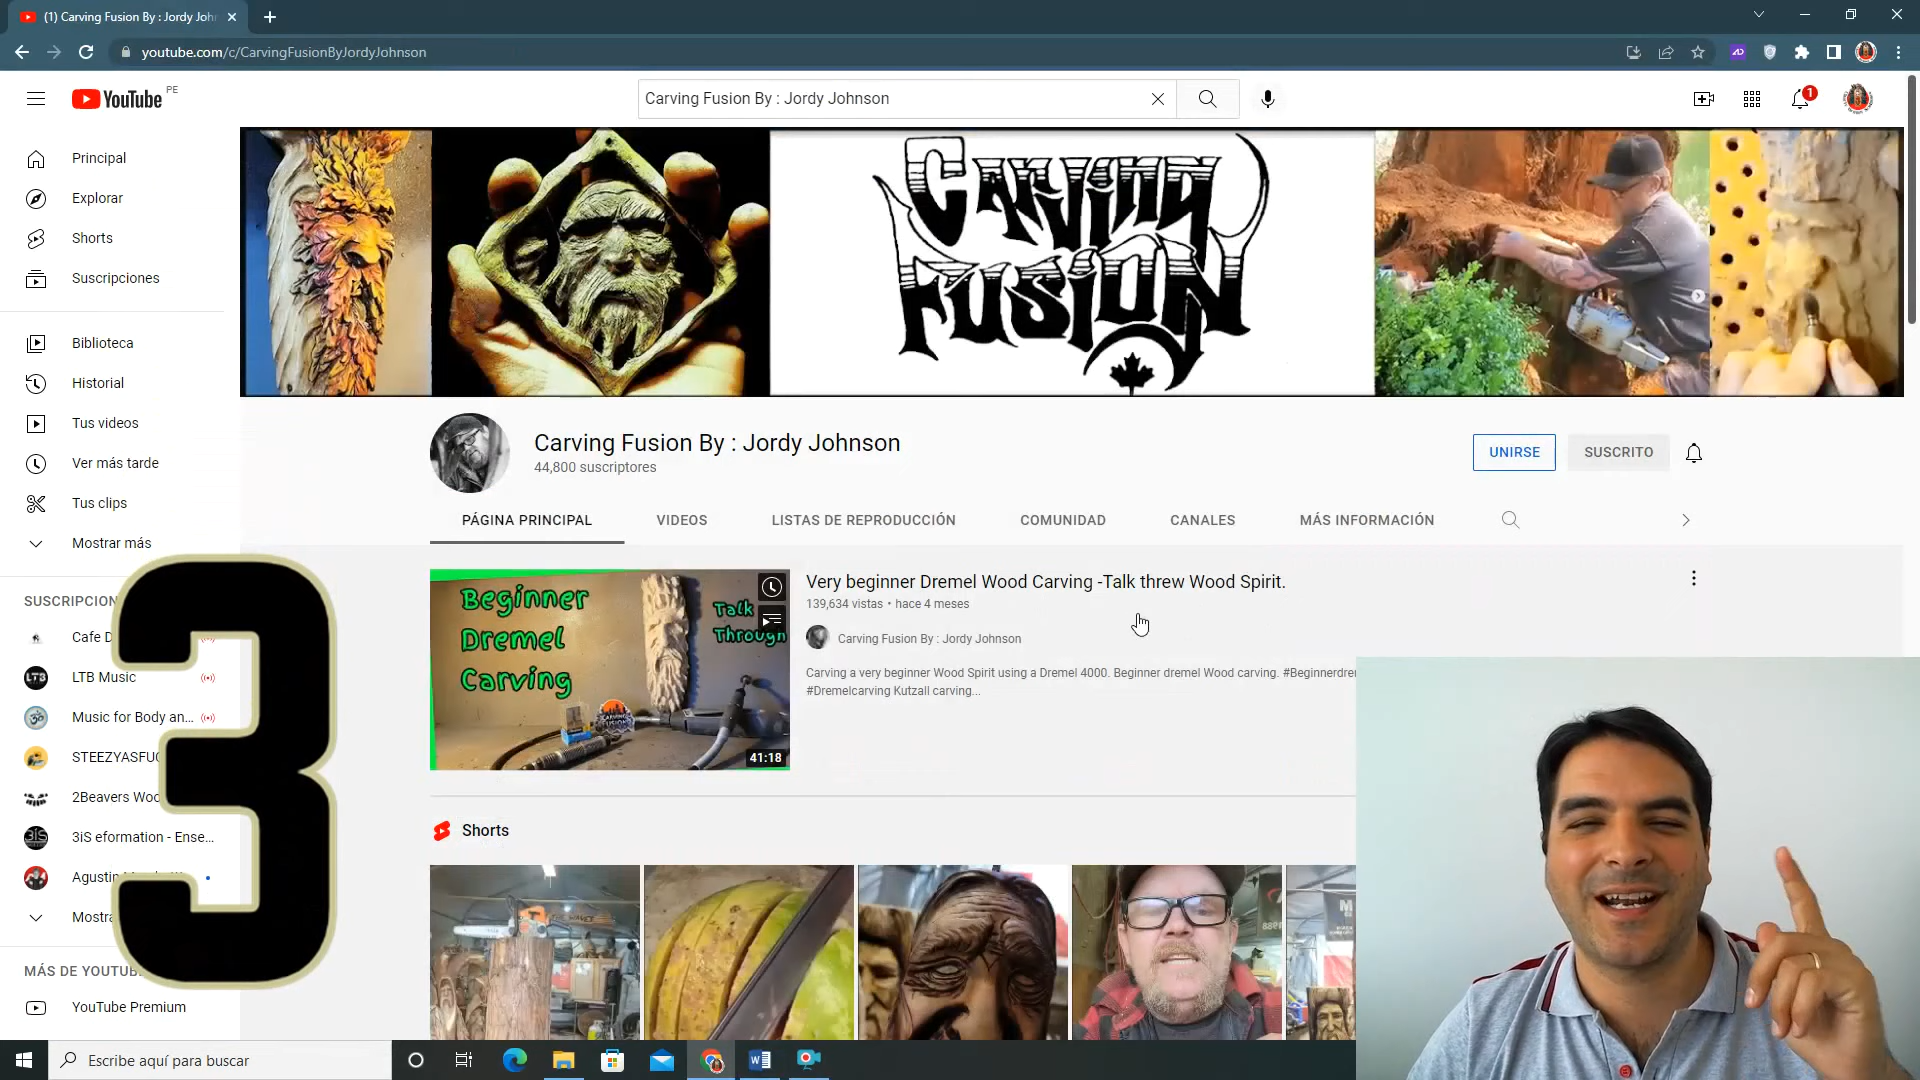 (1) Carving Fusion By : Jordy Joh
youtube.com/c/CarvingFusionByJordyJohnson
YouTube PE
Carving Fusion By : Jordy Johnson
1
Principal
Explorar
Shorts
Suscripciones
Biblioteca
Historial
Tus videos
Ver más tarde
Tus clips
Mostrar más
SUSCRIPCION
Cafe D
LTB Music
Music for Body an...
STEEZYASFU
2Beavers Woo
3iS eformation - Ense...
Agustin
Mostra
MÁS DE YOUTUBE
YouTube Premium
3
CARVING
FUSION
Carving Fusion By : Jordy Johnson
44,800 suscriptores
UNIRSE
SUSCRITO
PÁGINA PRINCIPAL
VIDEOS
LISTAS DE REPRODUCCIÓN
COMUNIDAD
CANALES
MÁS INFORMACIÓN
Beginner
Dremel
Carving
Talk
Through
CARVING
FUSION
41:18
Very beginner Dremel Wood Carving -Talk threw Wood Spirit.
139,634 vistas • hace 4 meses
Carving Fusion By : Jordy Johnson
Carving a very beginner Wood Spirit using a Dremel 4000. Beginner dremel Wood carving. #Beginnerdre
#Dremelcarving Kutzall carving...
Shorts
Escribe aquí para buscar